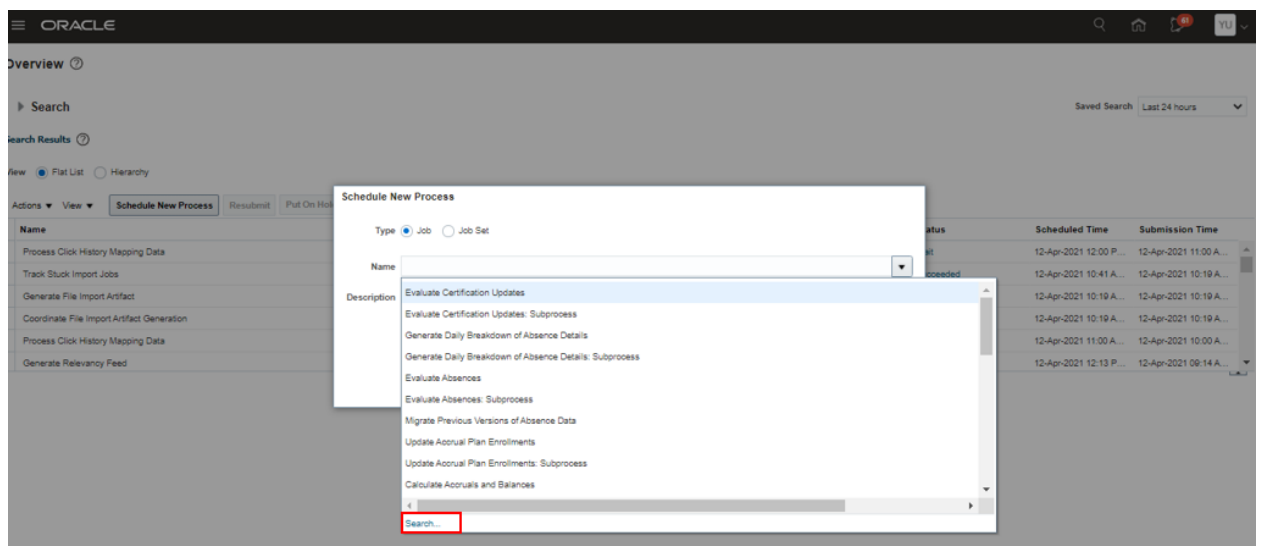 ORACLE
61
YU
Overview
Search
Saved Search Last 24 hours
Search Results
View Flat List Hierarchy
Actions View Schedule New Process Resubmit Put On Hol
Schedule New Process
Type Job Job Set
Name
Description
Evaluate Certification Updates
Evaluate Certification Updates: Subprocess
Generate Daily Breakdown of Absence Details
Generate Daily Breakdown of Absence Details: Subprocess
Evaluate Absences
Evaluate Absences: Subprocess
Migrate Previous Versions of Absence Data
Update Accrual Plan Enrollments
Update Accrual Plan Enrollments: Subprocess
Calculate Accruals and Balances
Search...
Name atus Scheduled Time Submission Time
Process Click History Mapping Data ait 12-Apr-2021 12:00 P... 12-Apr-2021 11:00 A...
Track Stuck Import Jobs cceeded 12-Apr-2021 10:41 A... 12-Apr-2021 10:19 A...
Generate File Import Artifact 12-Apr-2021 10:19 A... 12-Apr-2021 10:19 A...
Coordinate File Import Artifact Generation 12-Apr-2021 10:19 A... 12-Apr-2021 10:19 A...
Process Click History Mapping Data 12-Apr-2021 11:00 A... 12-Apr-2021 10:00 A...
Generate Relevancy Feed 12-Apr-2021 12:13 P... 12-Apr-2021 09:14 A...